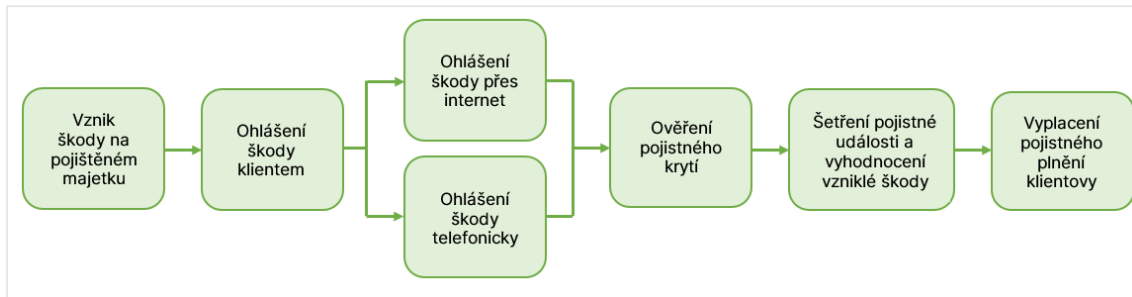 Vznik
škody na
pojištěném
majetku
Ohlášení
škody
klientem
Ohlášení
škody přes
internet
Ohlášení
škody
telefonicky
Ověření
pojistného
krytí
Šetření pojistné
události a
vyhodnocení
vzniklé škody
Vyplacení
pojistného
plnění
klientovy